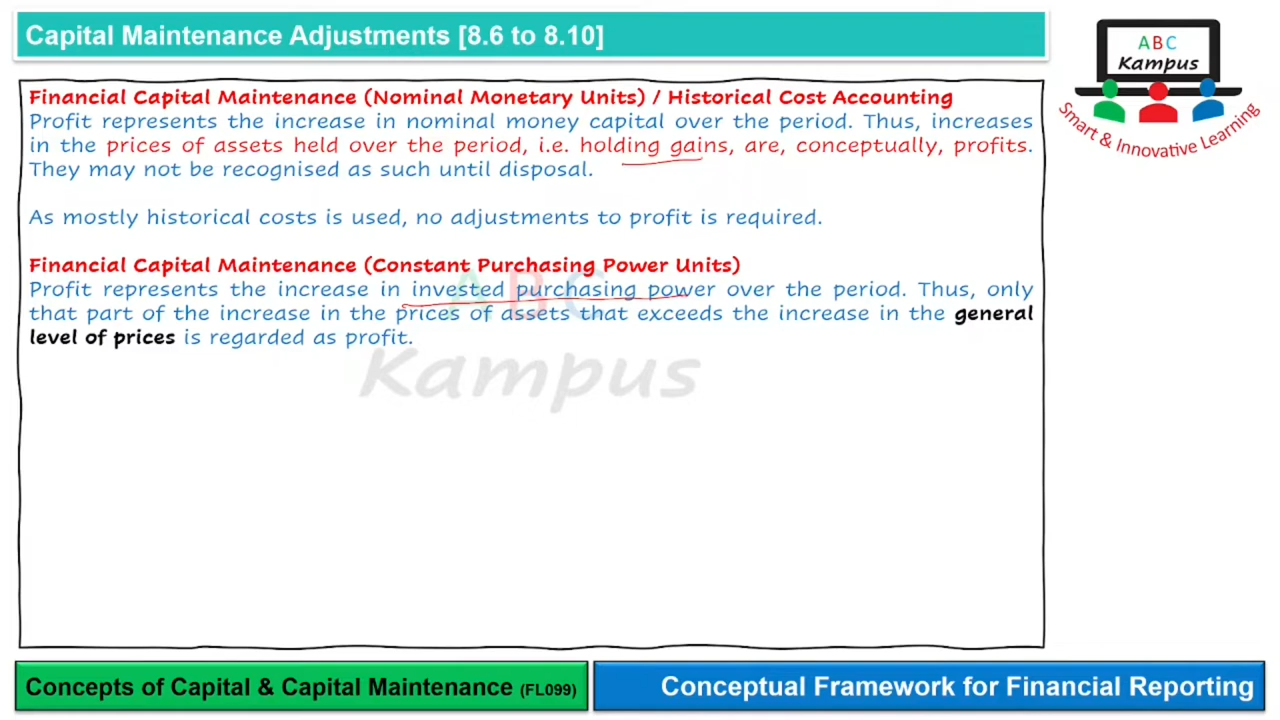 Capital Maintenance Adjustments [8.6 to 8.10]
ABC
Kampus
Smart & Innovative Learning
Financial Capital Maintenance (Nominal Monetary Units) / Historical Cost Accounting
Profit represents the increase in nominal money capital over the period. Thus, increases
in the prices of assets held over the period, i.e. holding gains, are, conceptually, profits.
They may not be recognised as such until disposal.
As mostly historical costs is used, no adjustments to profit is required.
Financial Capital Maintenance (Constant Purchasing Power Units)
Profit represents the increase in invested purchasing power over the period. Thus, only
that part of the increase in the prices of assets that exceeds the increase in the general
level of prices is regarded as profit.
ABC
Kampus
Concepts of Capital & Capital Maintenance (FL099)
Conceptual Framework for Financial Reporting